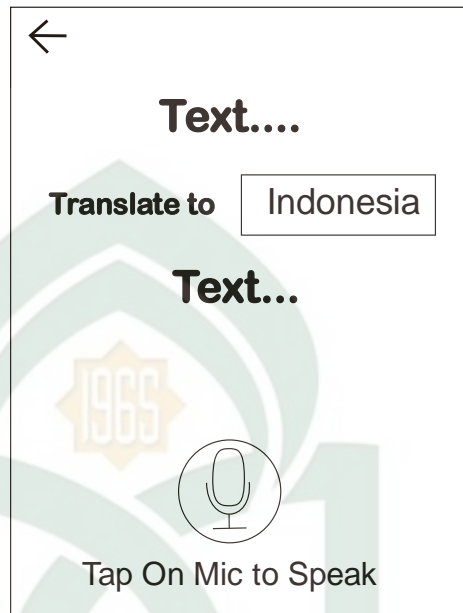 Text....
Translate to Indonesia
Text...
1965
Tap On Mic to Speak